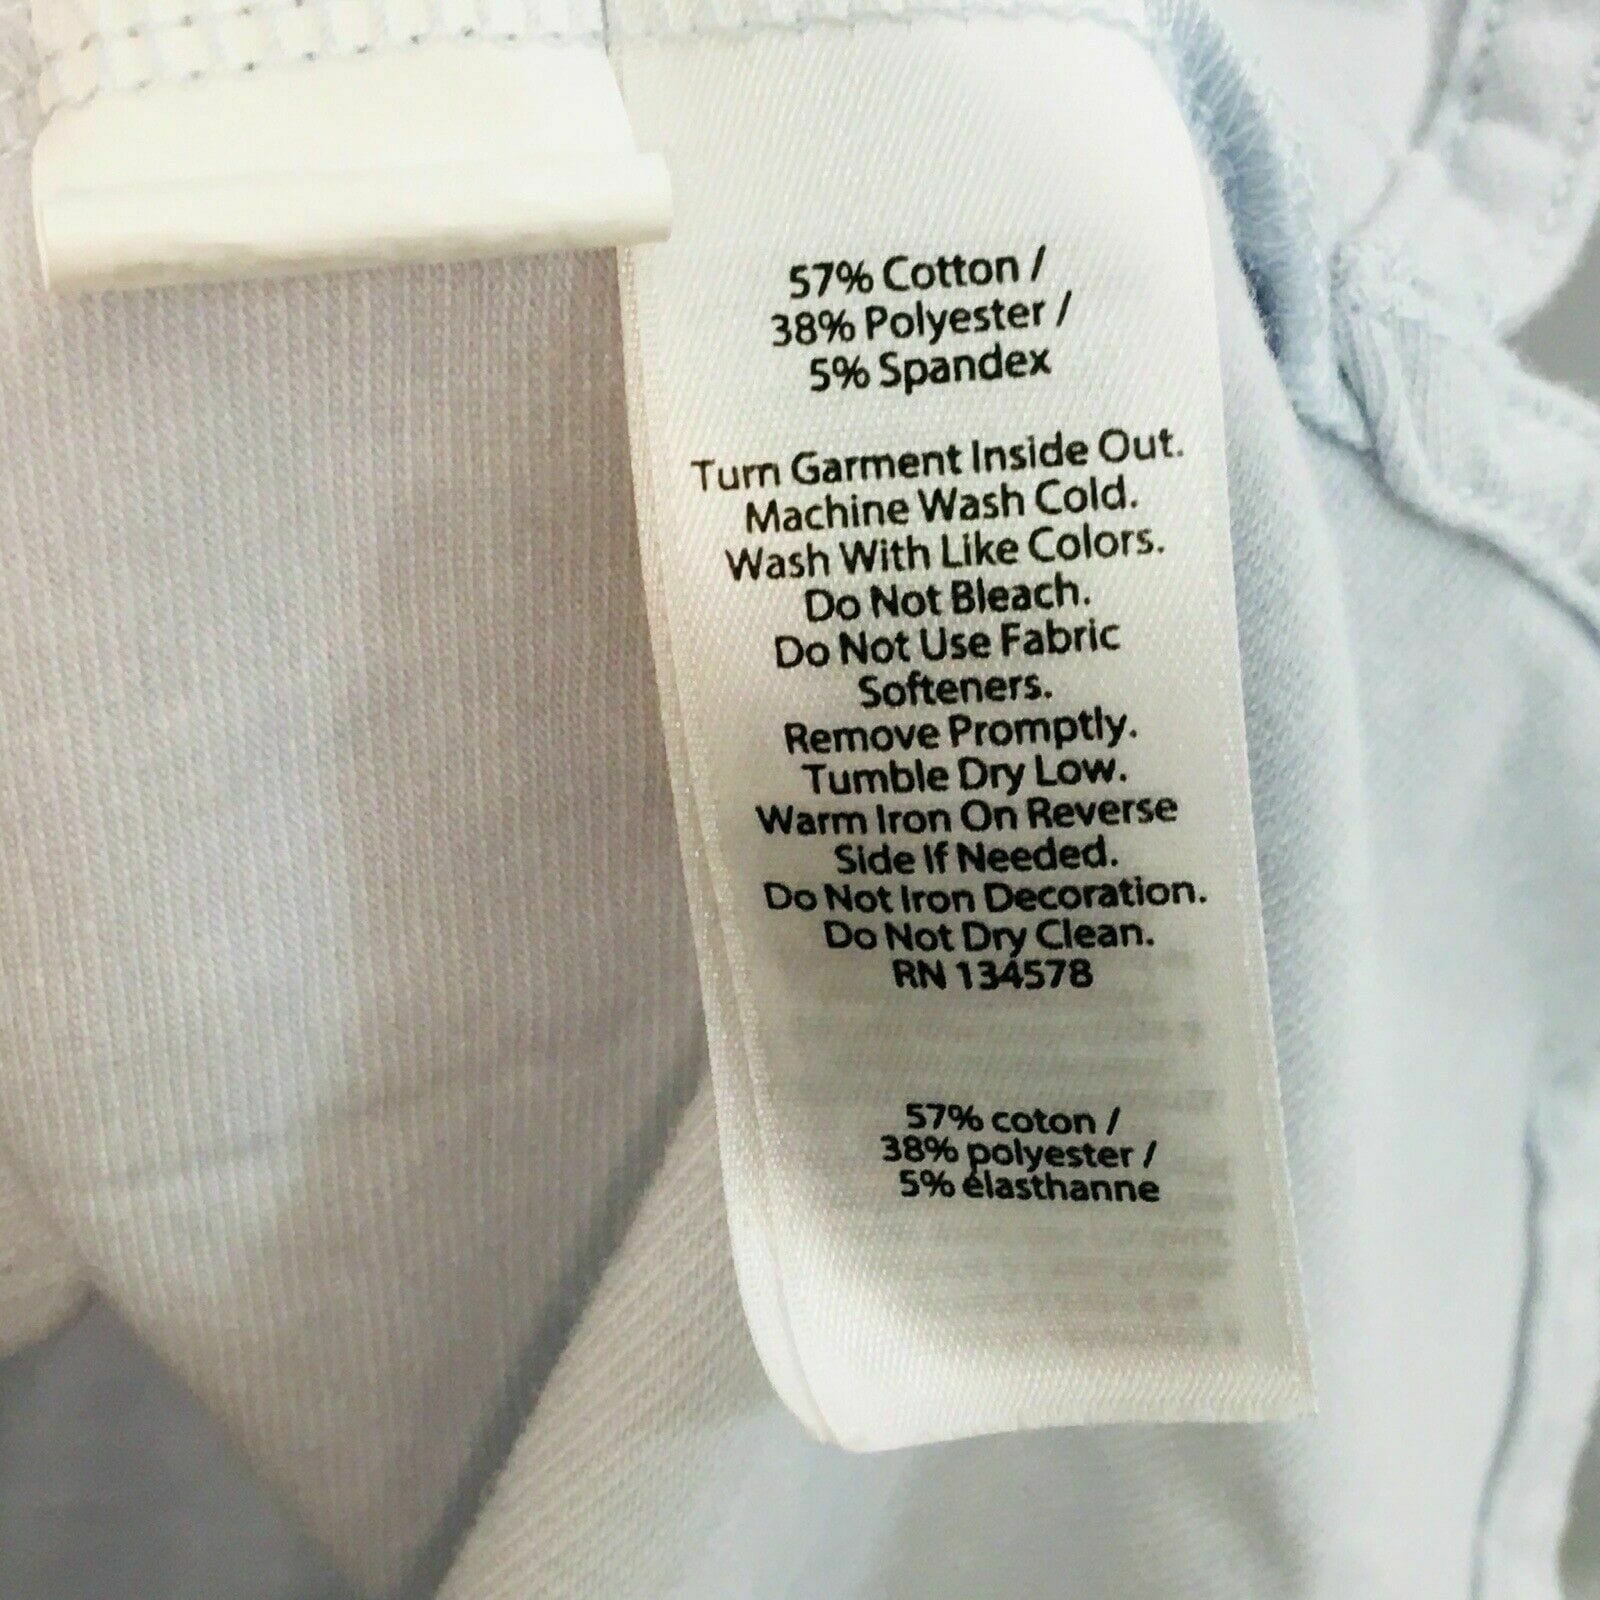 57% Cotton /
38% Polyester /
5% Spandex
Turn Garment Inside Out.
Machine Wash Cold.
Wash With Like Colors.
Do Not Bleach.
Do Not Use Fabric
Softeners.
Remove Promptly.
Tumble Dry Low.
Warm Iron On Reverse
Side If Needed.
Do Not Iron Decoration.
Do Not Dry Clean.
RN 134578
57% coton /
38% polyester /
5% élasthanne